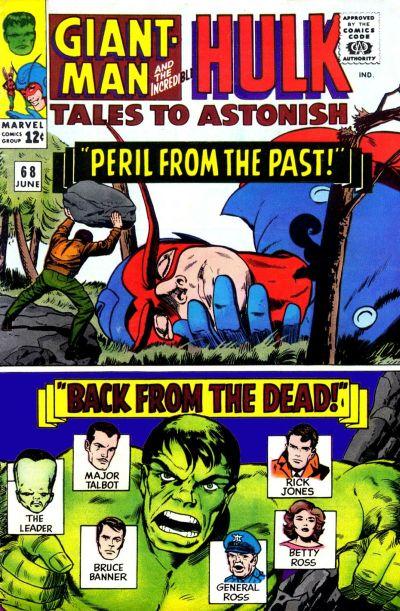 GIANT-MAN
AND THE INCREDIBLE
HULK
TALES TO ASTONISH
APPROVED
BY THE
COMICS
CODE
AUTHORITY
IND.
MARVEL
COMICS
GROUP
12¢
68
JUNE
"PERIL FROM THE PAST!"
"BACK FROM THE DEAD!"
THE
LEADER
MAJOR
TALBOT
BRUCE
BANNER
GENERAL
ROSS
RICK
JONES
BETTY
ROSS